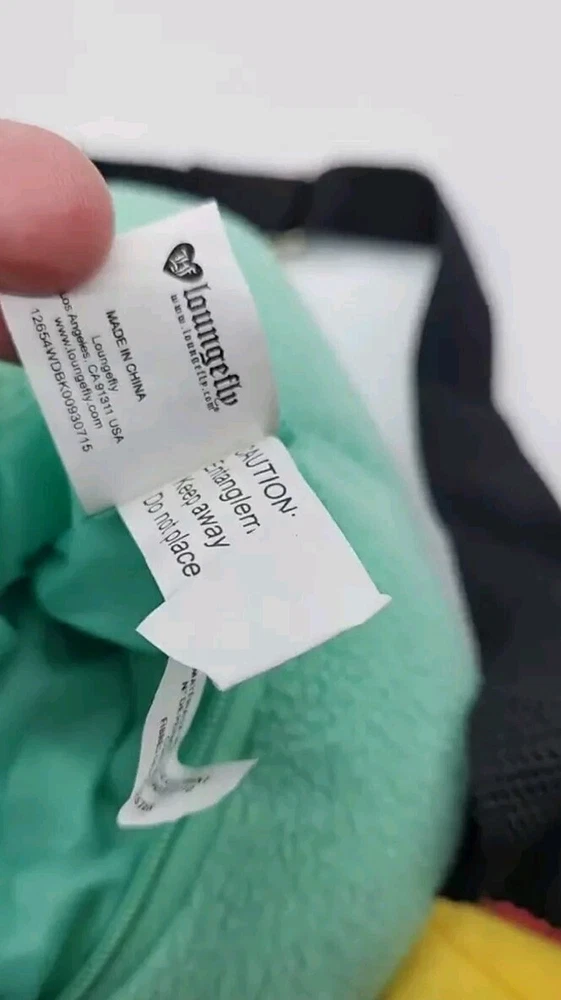 LF
loungefly
www.loungefly.com
MADE IN CHINA
Loungefly
Los Angeles, CA 91311 USA
www.loungefly.com
12654WDBK00930715
CAUTION:
Entanglem
Keep away
Do not place